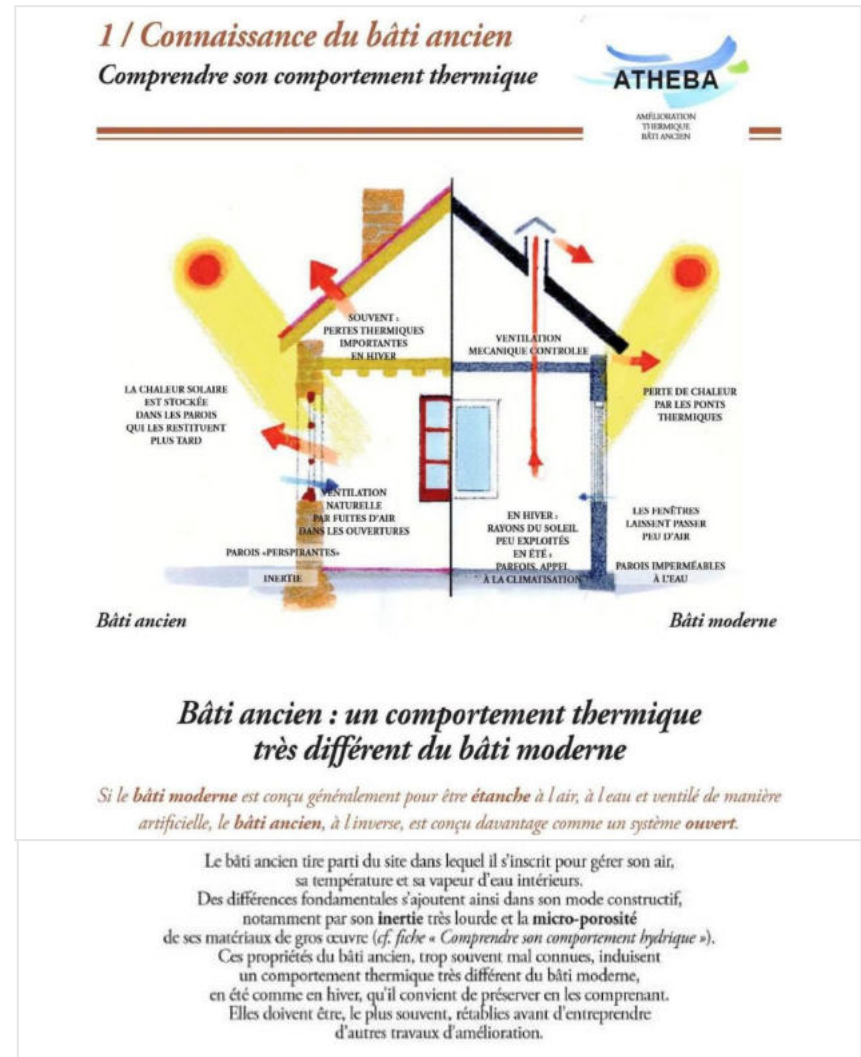 1 / Connaissance du bâti ancien
Comprendre son comportement thermique
ATHEBA
AMÉLIORATION
THERMIQUE
BÂTI ANCIEN
SOUVENT :
PERTES THERMIQUES
IMPORTANTES
EN HIVER
VENTILATION
MECANIQUE CONTROLEE
LA CHALEUR SOLAIRE
EST STOCKÉE
DANS LES PAROIS
QUI LES RESTITUENT
PLUS TARD
PERTE DE CHALEUR
PAR LES PONTS
THERMIQUES
VENTILATION
NATURELLE
PAR FUITES D'AIR
DANS LES OUVERTURES
EN HIVER :
RAYONS DU SOLEIL
PEU EXPLOITÉS
EN ÉTÉ :
PARFOIS, APPEL
À LA CLIMATISATION
LES FENÊTRES
LAISSENT PASSER
PEU D'AIR
PAROIS «PERSPIRANTES»
INERTIE
PAROIS IMPERMÉABLES
À L'EAU
Bâti ancien
Bâti moderne
Bâti ancien : un comportement thermique
très différent du bâti moderne
Si le bâti moderne est conçu généralement pour être étanche à l air, à l eau et ventilé de manière
artificielle, le bâti ancien, à l inverse, est conçu davantage comme un système ouvert.
Le bâti ancien tire parti du site dans lequel il s'inscrit pour gérer son air,
sa température et sa vapeur d'eau intérieurs.
Des différences fondamentales s'ajoutent ainsi dans son mode constructif,
notamment par son inertie très lourde et la micro-porosité
de ses matériaux de gros œuvre (cf. fiche « Comprendre son comportement hydrique »).
Ces propriétés du bâti ancien, trop souvent mal connues, induisent
un comportement thermique très différent du bâti moderne,
en été comme en hiver, qu'il convient de préserver en les comprenant.
Elles doivent être, le plus souvent, rétablies avant d'entreprendre
d'autres travaux d'amélioration.